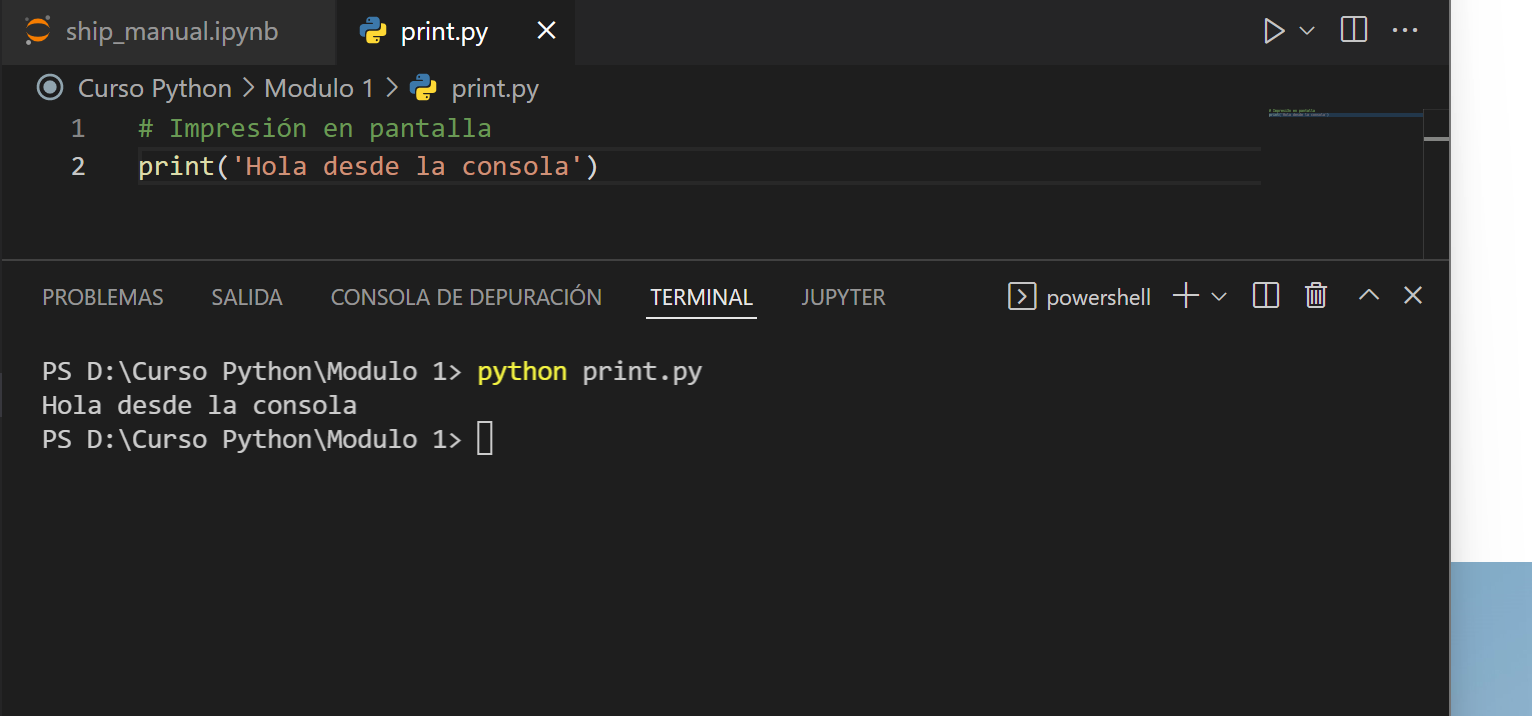 ship_manual.ipynb print.py
Curso Python > Modulo 1 > print.py
1 # Impresión en pantalla
2 print('Hola desde la consola')
PROBLEMAS SALIDA CONSOLA DE DEPURACIÓN TERMINAL JUPYTER powershell
PS D:\Curso Python\Modulo 1> python print.py
Hola desde la consola
PS D:\Curso Python\Modulo 1>